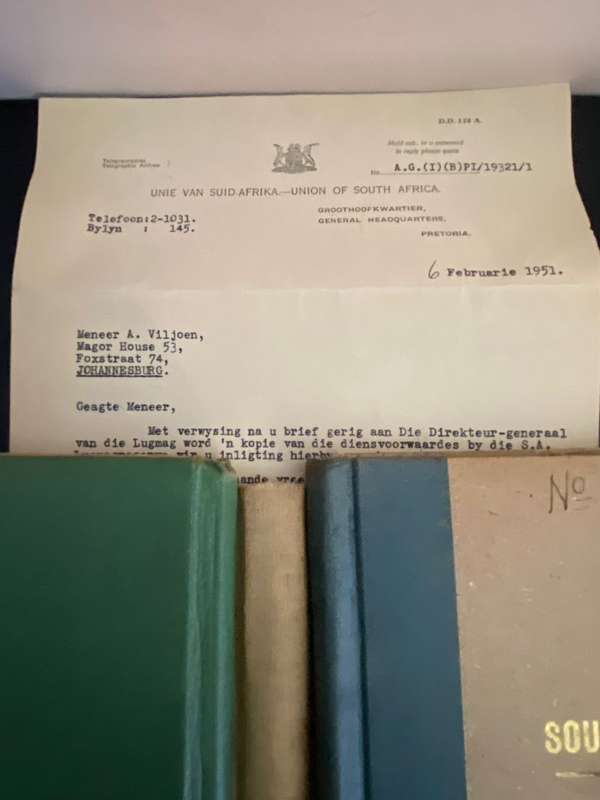 D.D. 124 A.
Meld asb. in u antwoord
In reply please quote
No. A.G.(I)(B)PI/19321/1
Telegramadres
Telegraphic Address
UNIE VAN SUID-AFRIKA.—UNION OF SOUTH AFRICA.
Telefoon:2-1031.
Bylyn : 145.
GROOTHOOFKWARTIER,
GENERAL HEADQUARTERS,
PRETORIA.
6 Februarie 1951.
Meneer A. Viljoen,
Magor House 53,
Foxstraat 74,
JOHANNESBURG.
Geagte Meneer,
Met verwysing na u brief gerig aan Die Direkteur-generaal
van die Lugmag word 'n kopie van die diensvoorwaardes by die S.A.
vir u inligting hierby
No
SOU